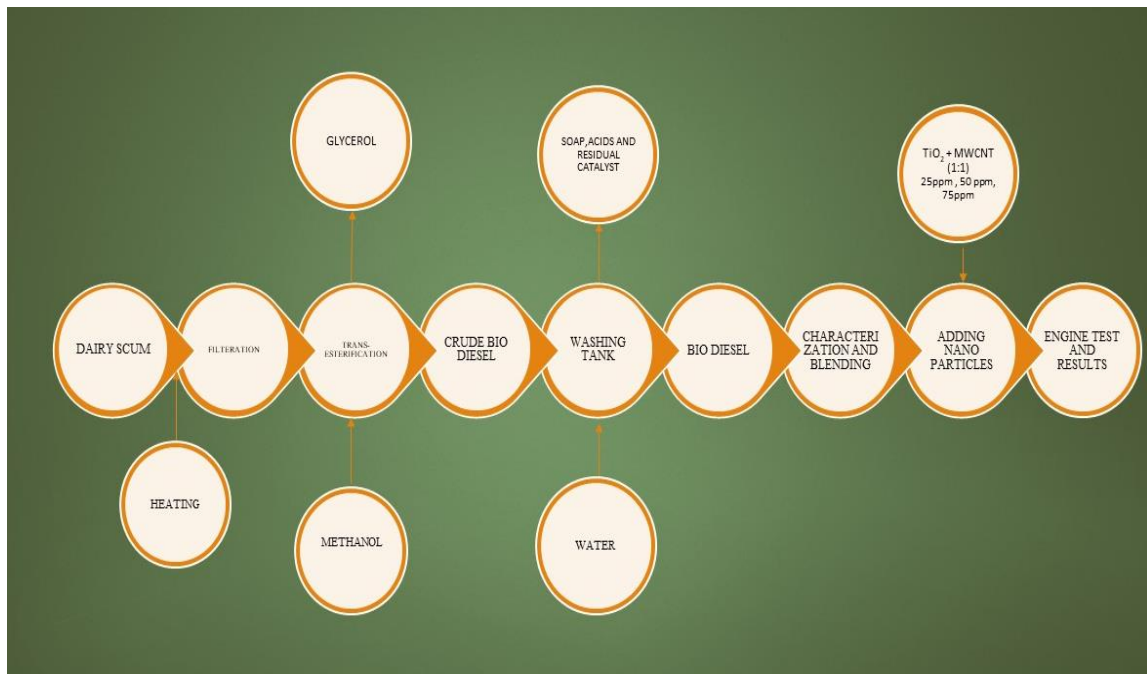 GLYCEROL
SOAP,ACIDS AND
RESIDUAL
CATALYST
TiO₂ + MWCNT
(1:1)
25ppm , 50 ppm,
75ppm
DAIRY SCUM
FILTERATION
TRANS-
ESTERIFICATION
CRUDE BIO
DIESEL
WASHING
TANK
BIO DIESEL
CHARACTERI
ZATION AND
BLENDING
ADDING
NANO
PARTICLES
ENGINE TEST
AND
RESULTS
HEATING
METHANOL
WATER